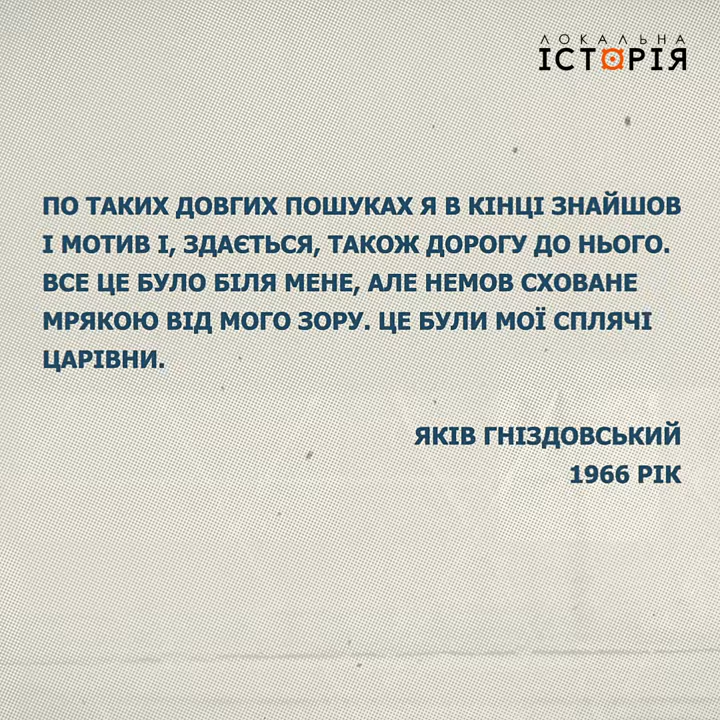 ЛОКАЛЬНА
ІСТОРІЯ
ПО ТАКИХ ДОВГИХ ПОШУКАХ Я В КІНЦІ ЗНАЙШОВ
І МОТИВ І, ЗДАЄТЬСЯ, ТАКОЖ ДОРОГУ ДО НЬОГО.
ВСЕ ЦЕ БУЛО БІЛЯ МЕНЕ, АЛЕ НЕМОВ СХОВАНЕ
МРЯКОЮ ВІД МОГО ЗОРУ. ЦЕ БУЛИ МОЇ СПЛЯЧІ
ЦАРІВНИ.
ЯКІВ ГНІЗДОВСЬКИЙ
1966 РІК